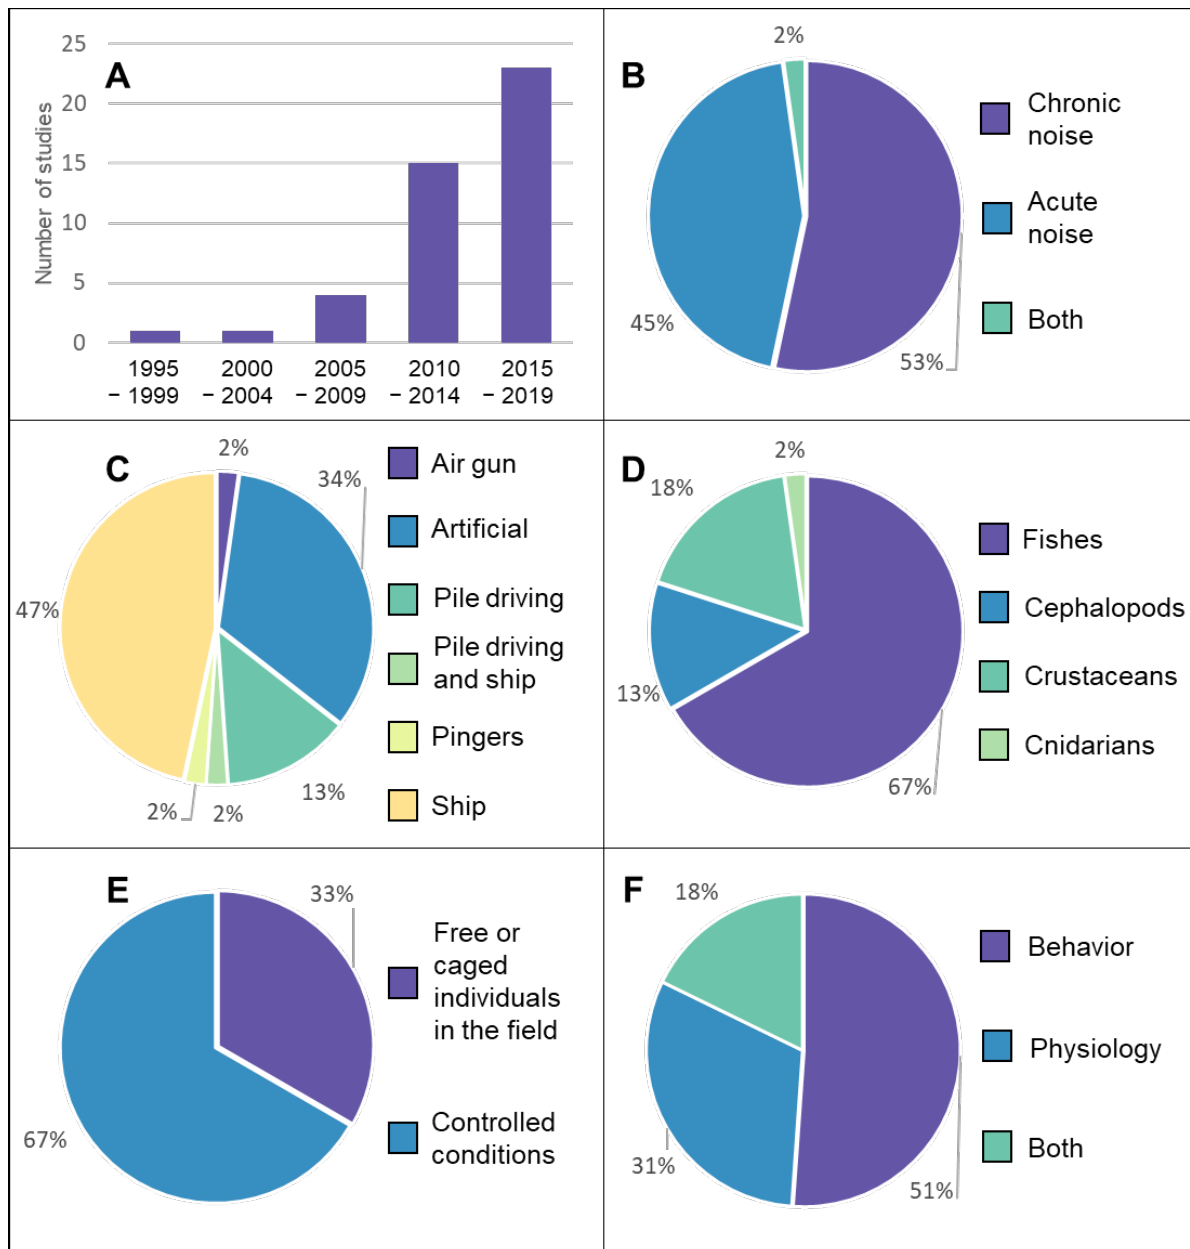 A
Number of studies
25
20
15
10
5
0
1995
– 1999
2000
– 2004
2005
– 2009
2010
– 2014
2015
– 2019
B
2%
45%
53%
Chronic
noise
Acute
noise
Both
C
2%
34%
47%
13%
2%
2%
Air gun
Artificial
Pile driving
Pile driving
and ship
Pingers
Ship
D
2%
18%
13%
67%
Fishes
Cephalopods
Crustaceans
Cnidarians
E
33%
67%
Free or
caged
individuals
in the field
Controlled
conditions
F
18%
31%
51%
Behavior
Physiology
Both